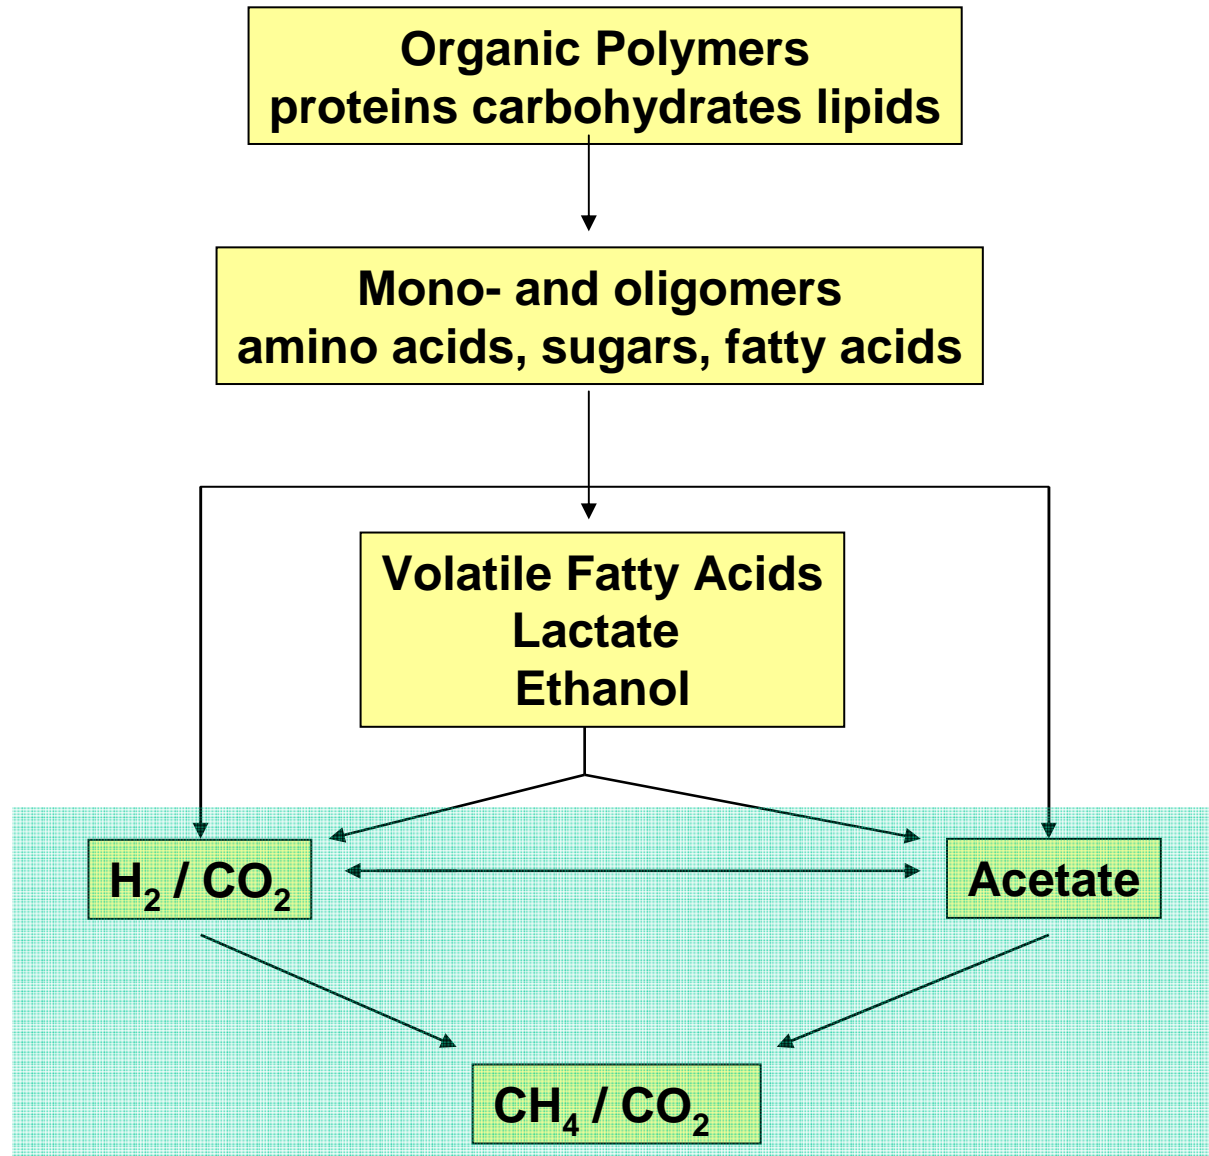 Organic Polymers
proteins carbohydrates lipids
Mono- and oligomers
amino acids, sugars, fatty acids
Volatile Fatty Acids
Lactate
Ethanol
H₂ / CO₂
Acetate
CH₄ / CO₂